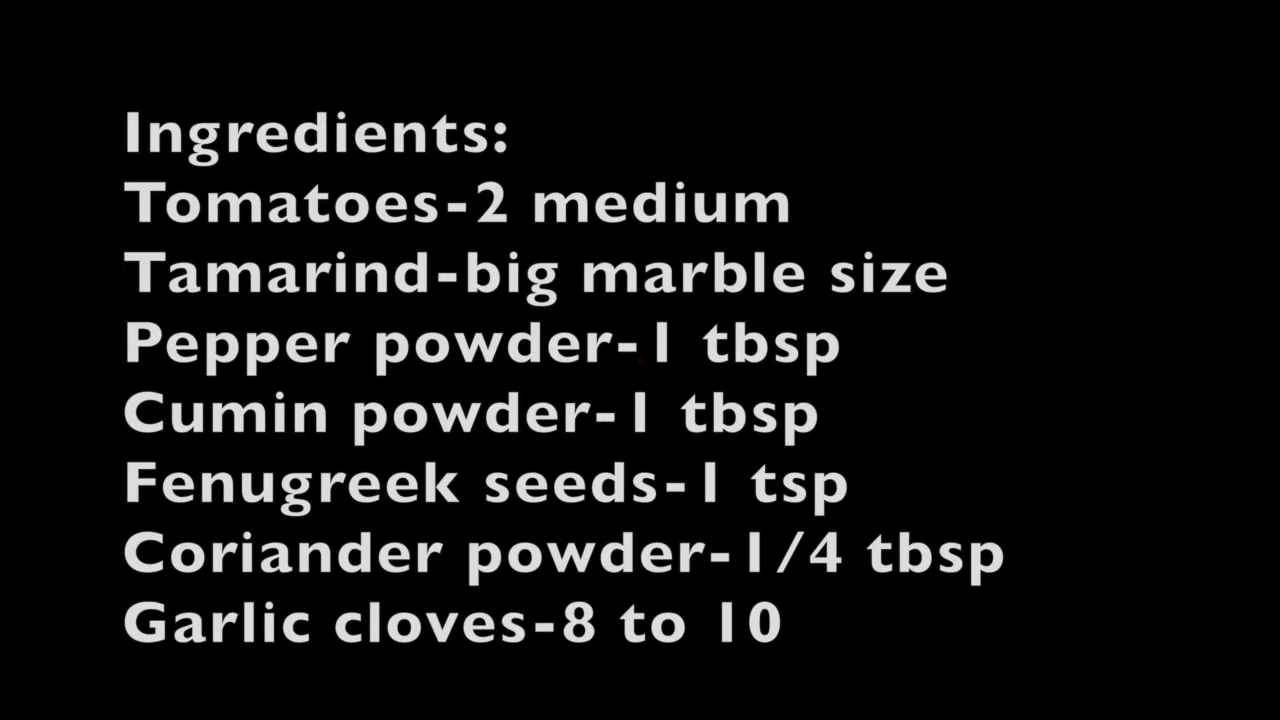 Ingredients:
Tomatoes-2 medium
Tamarind-big marble size
Pepper powder-1 tbsp
Cumin powder-1 tbsp
Fenugreek seeds-1 tsp
Coriander powder-1/4 tbsp
Garlic cloves-8 to 10